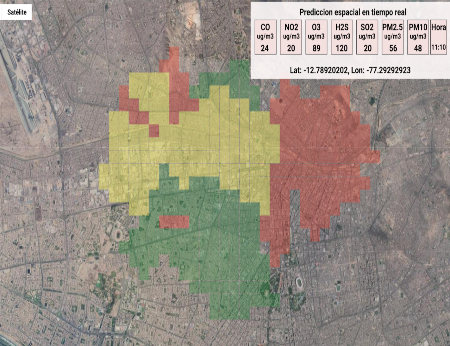 Satélite
Prediccion espacial en tiempo real
CO NO2 O3 H2S SO2 PM2.5 PM10 Hora
ug/m3 ug/m3 ug/m3 ug/m3 ug/m3 ug/m3 ug/m3
24 20 89 120 20 56 48 11:10
Lat: -12.78920202, Lon: -77.29292923